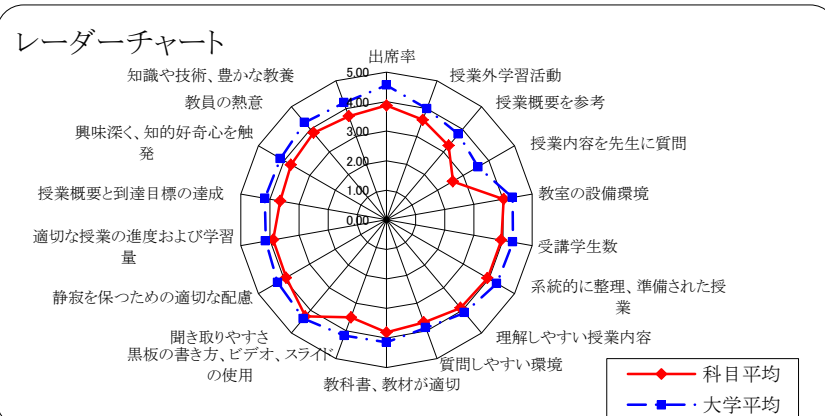 レーダーチャート
出席率
授業外学習活動
授業概要を参考
授業内容を先生に質問
教室の設備環境
受講学生数
系統的に整理、準備された授
業
理解しやすい授業内容
質問しやすい環境
教科書、教材が適切
黒板の書き方、ビデオ、スライド
の使用
聞き取りやすさ
静寂を保つための適切な配慮
適切な授業の進度および学習
量
授業概要と到達目標の達成
興味深く、知的好奇心を触
発
教員の熱意
知識や技術、豊かな教養
5.00
4.00
3.00
2.00
1.00
0.00
科目平均
大学平均